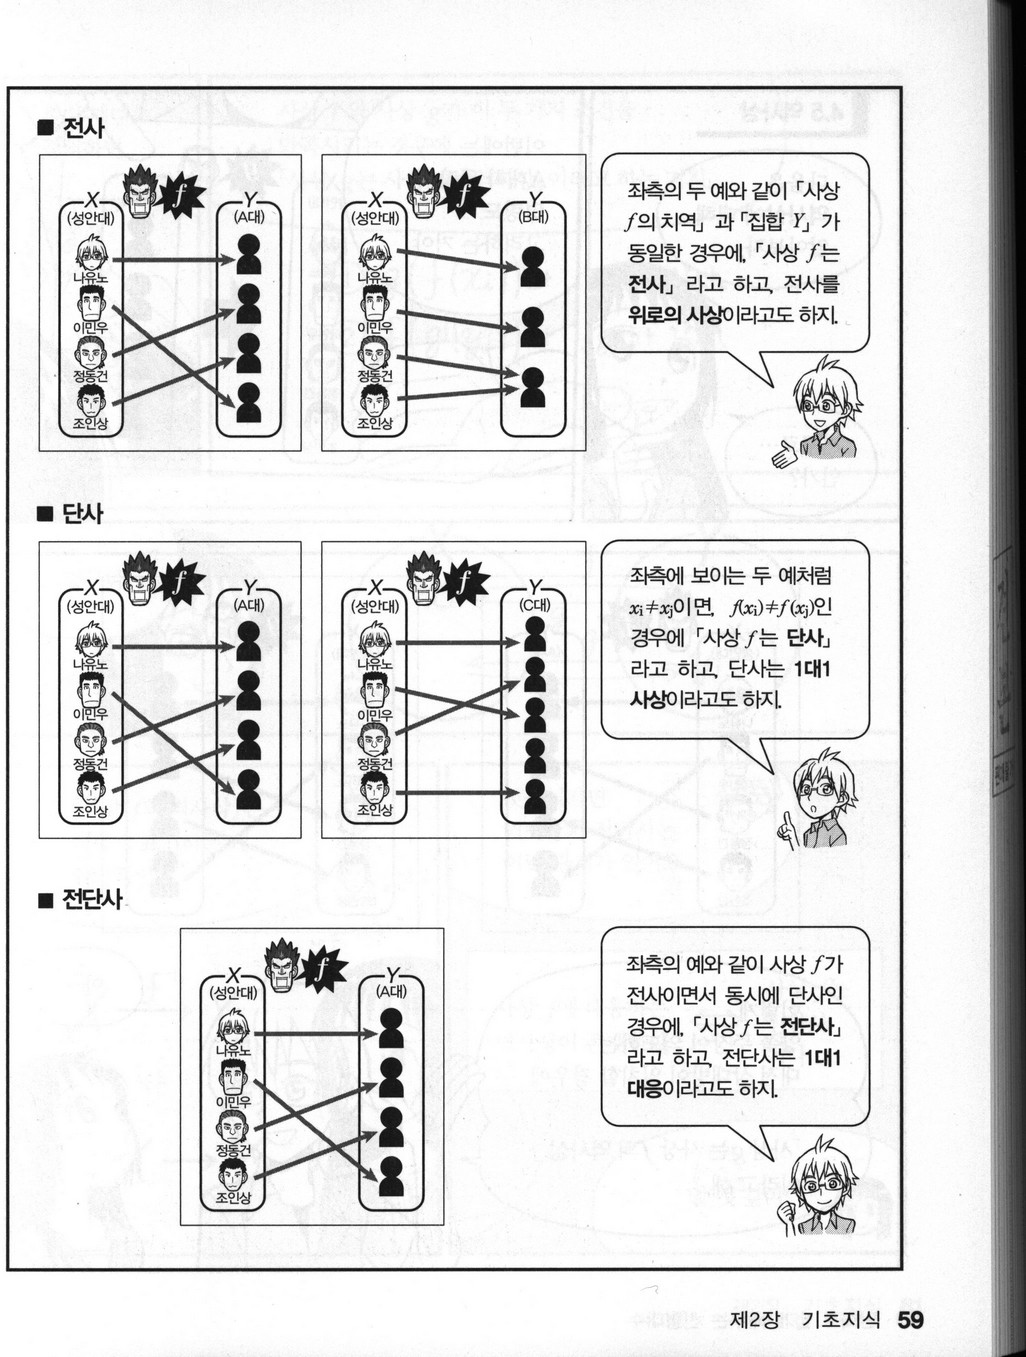 ■ 전사
f
X
(성안대)
나유노
이민우
정동건
조인상
Y
(A대)
f
X
(성안대)
나유노
이민우
정동건
조인상
Y
(B대)
좌측의 두 예와 같이 「사상
f의 치역」과 「집합 Y」가
동일한 경우에, 「사상 f는
전사」라고 하고, 전사를
위로의 사상이라고도 하지.
■ 단사
f
X
(성안대)
나유노
이민우
정동건
조인상
Y
(A대)
f
X
(성안대)
나유노
이민우
정동건
조인상
Y
(C대)
좌측에 보이는 두 예처럼
xi≠xj이면, f(xi)≠f(xj)인
경우에 「사상 f는 단사」
라고 하고, 단사는 1대1
사상이라고도 하지.
■ 전단사
f
X
(성안대)
나유노
이민우
정동건
조인상
Y
(A대)
좌측의 예와 같이 사상 f가
전사이면서 동시에 단사인
경우에, 「사상 f는 전단사」
라고 하고, 전단사는 1대1
대응이라고도 하지.
제2장 기초지식 59